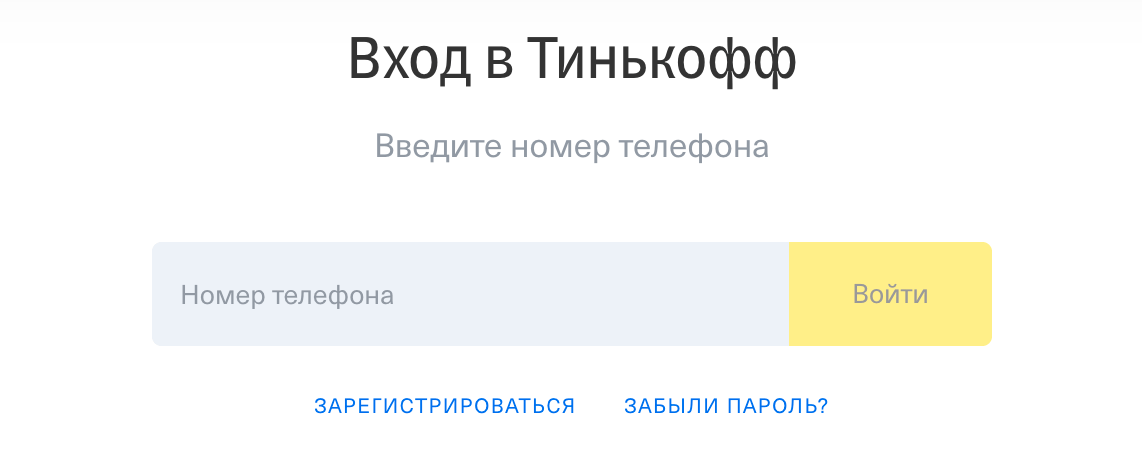 Вход в Тинькофф
Введите номер телефона
Номер телефона Войти
ЗАРЕГИСТРИРОВАТЬСЯ ЗАБЫЛИ ПАРОЛЬ?